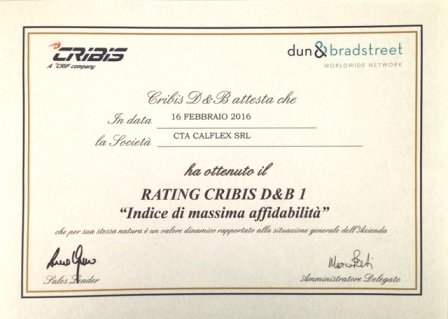 CRIBIS
A CRIF company
dun & bradstreet
WORLDWIDE NETWORK
Cribis D&B attesta che
In data 16 FEBBRAIO 2016
la Società CTA CALFLEX SRL
ha ottenuto il
RATING CRIBIS D&B 1
“Indice di massima affidabilità”
che per sua stessa natura è un valore dinamico rapportato alla situazione generale dell'Azienda
Sales Leader
Amministratore Delegato